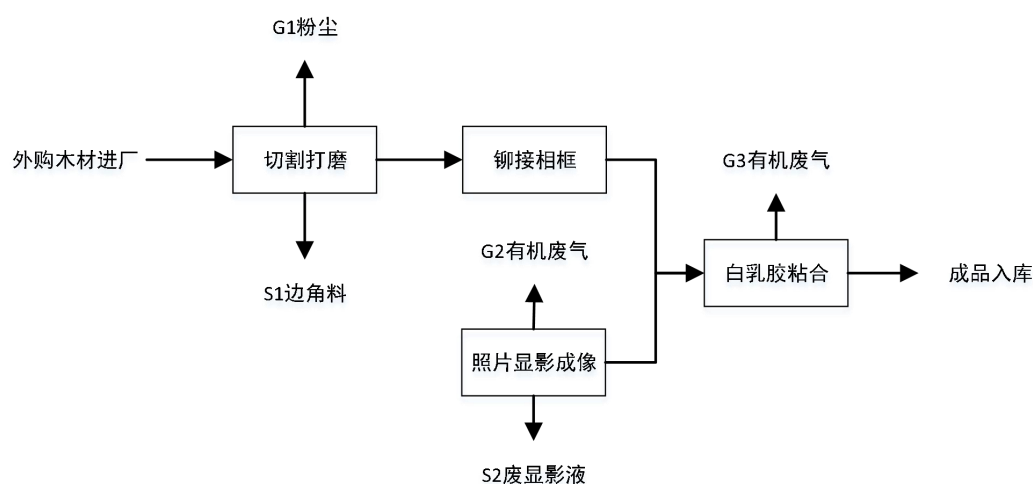 G1粉尘
外购木材进厂
切割打磨
铆接相框
G3有机废气
S1边角料
G2有机废气
白乳胶粘合
成品入库
照片显影成像
S2废显影液